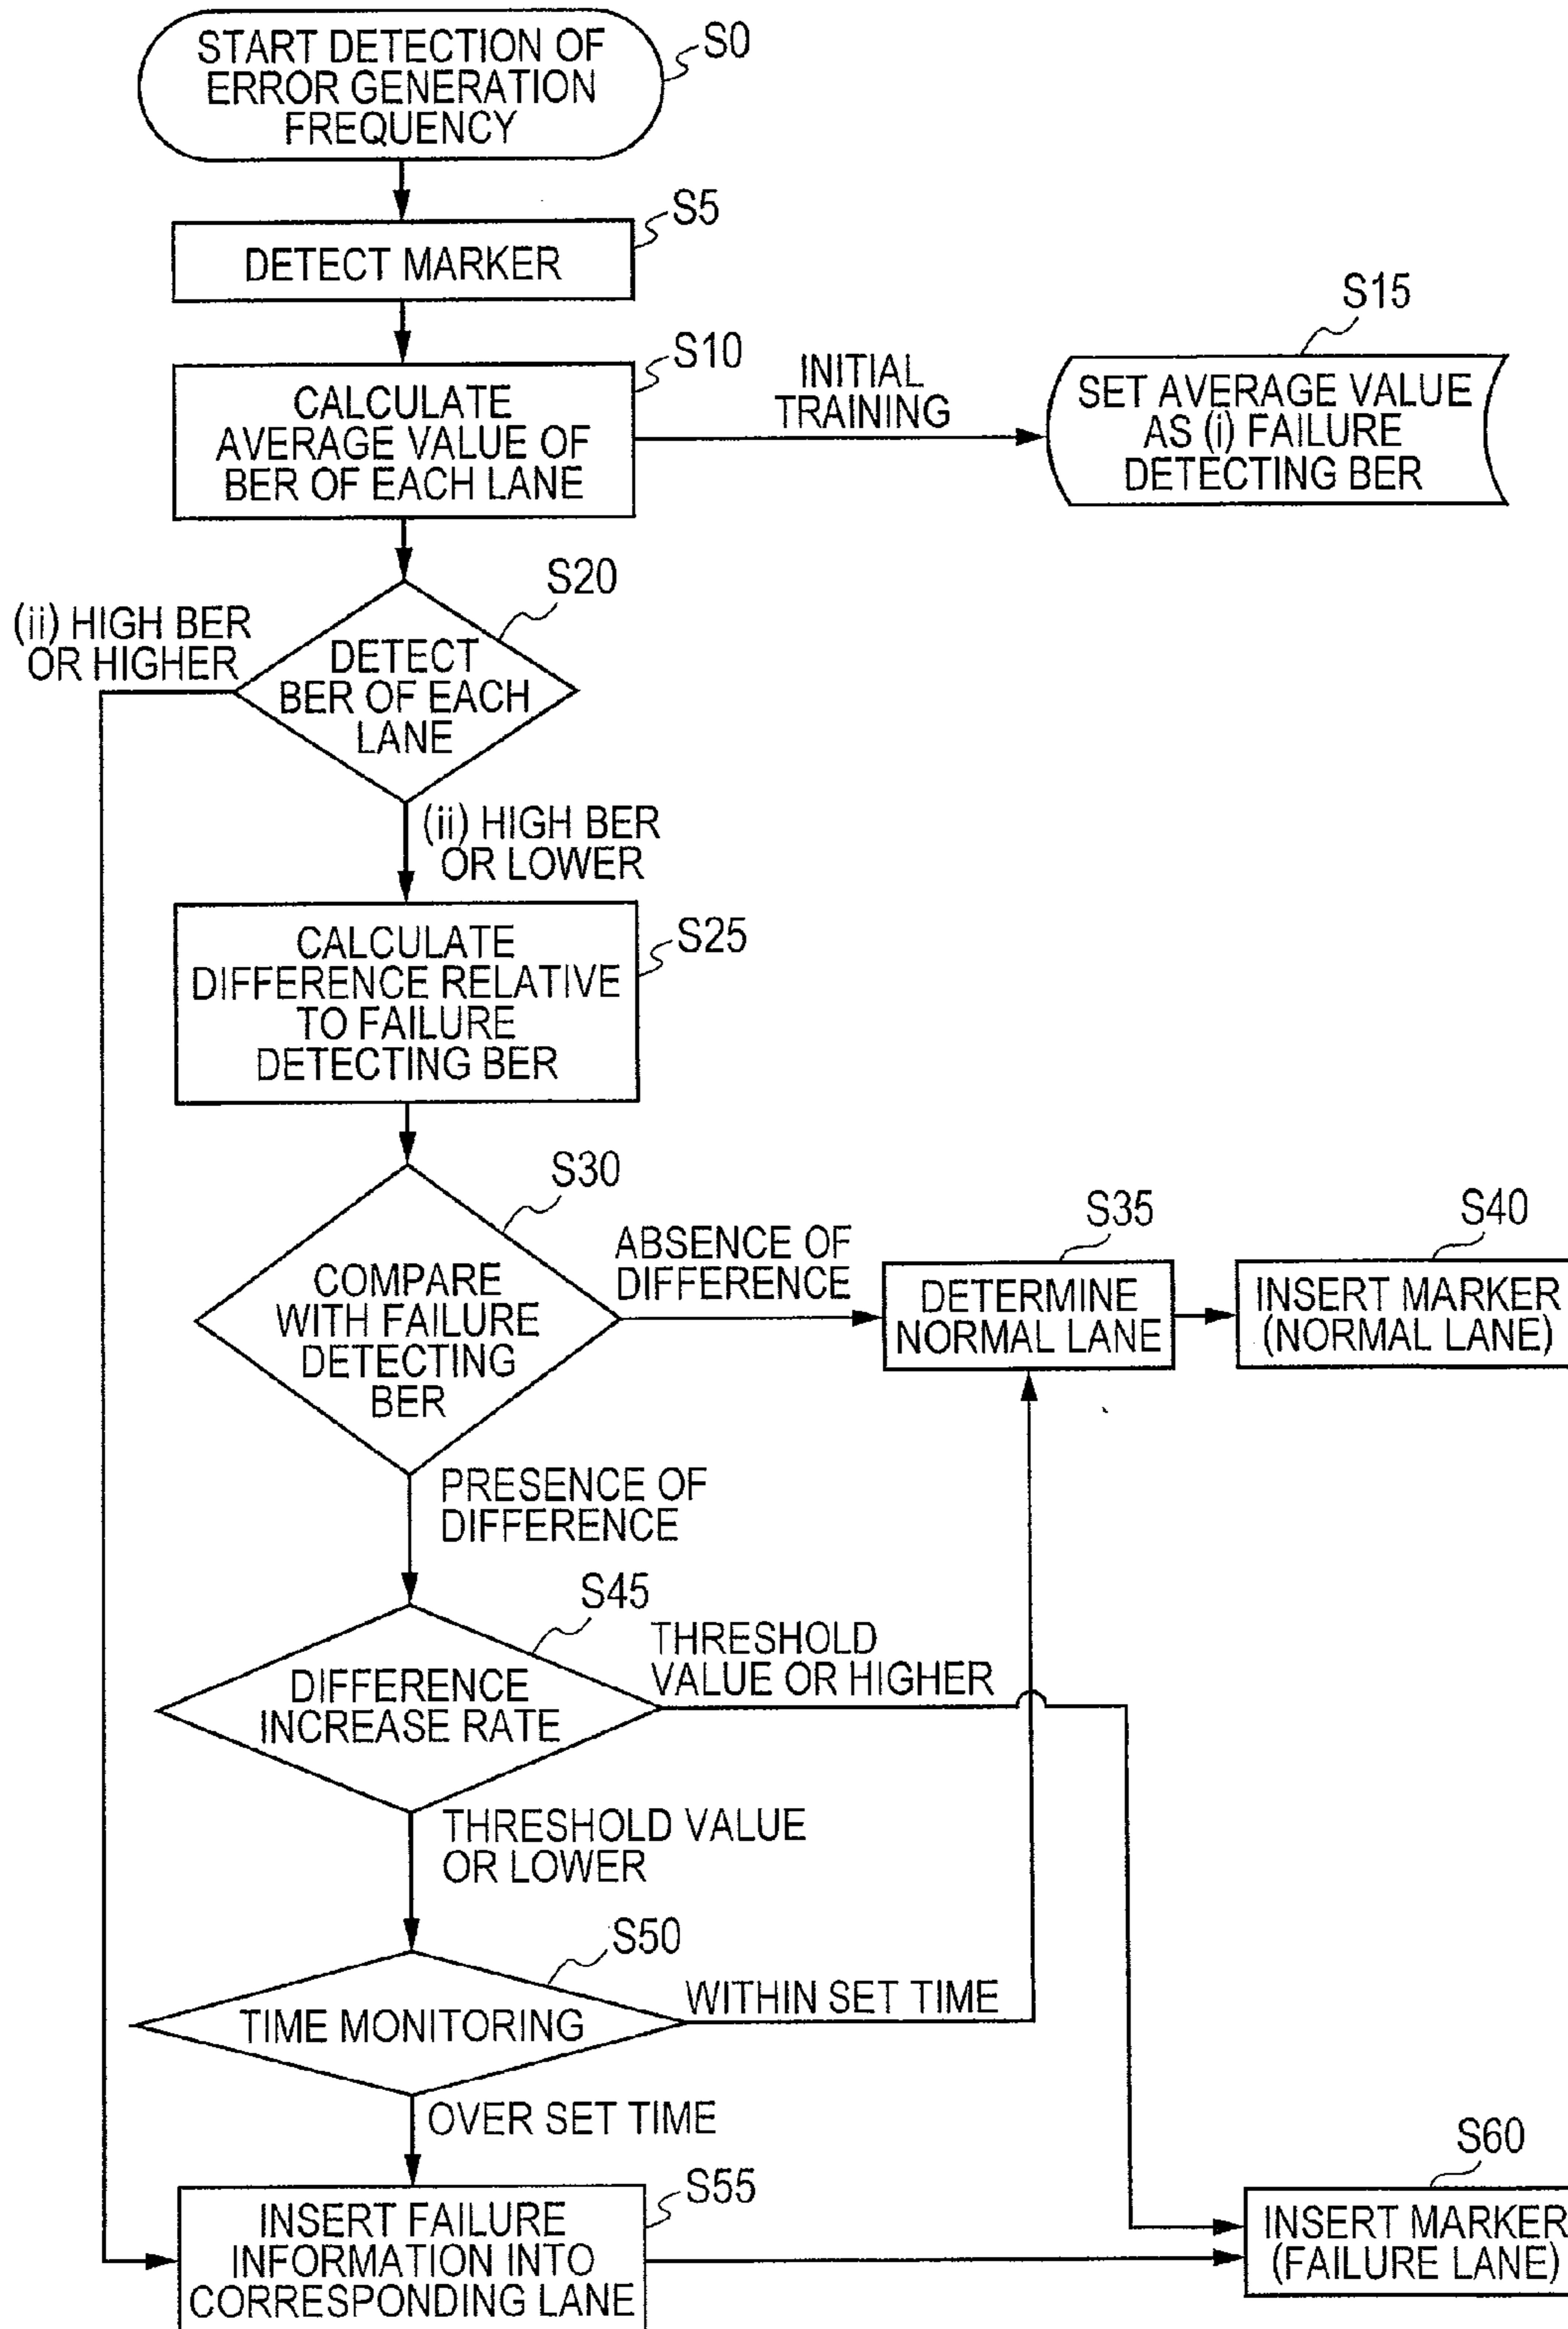 START DETECTION OF
ERROR GENERATION
FREQUENCY
S0
S5
DETECT MARKER
S10
CALCULATE
AVERAGE VALUE OF
BER OF EACH LANE
INITIAL
TRAINING
S15
SET AVERAGE VALUE
AS (i) FAILURE
DETECTING BER
S20
(ii) HIGH BER
OR HIGHER
DETECT
BER OF EACH
LANE
(ii) HIGH BER
OR LOWER
S25
CALCULATE
DIFFERENCE RELATIVE
TO FAILURE
DETECTING BER
S30
COMPARE
WITH FAILURE
DETECTING
BER
ABSENCE OF
DIFFERENCE
S35
DETERMINE
NORMAL LANE
S40
INSERT MARKER
(NORMAL LANE)
PRESENCE OF
DIFFERENCE
S45
DIFFERENCE
INCREASE RATE
THRESHOLD
VALUE OR HIGHER
THRESHOLD VALUE
OR LOWER
S50
TIME MONITORING
WITHIN SET TIME
OVER SET TIME
S55
INSERT FAILURE
INFORMATION INTO
CORRESPONDING LANE
S60
INSERT MARKER
(FAILURE LANE)